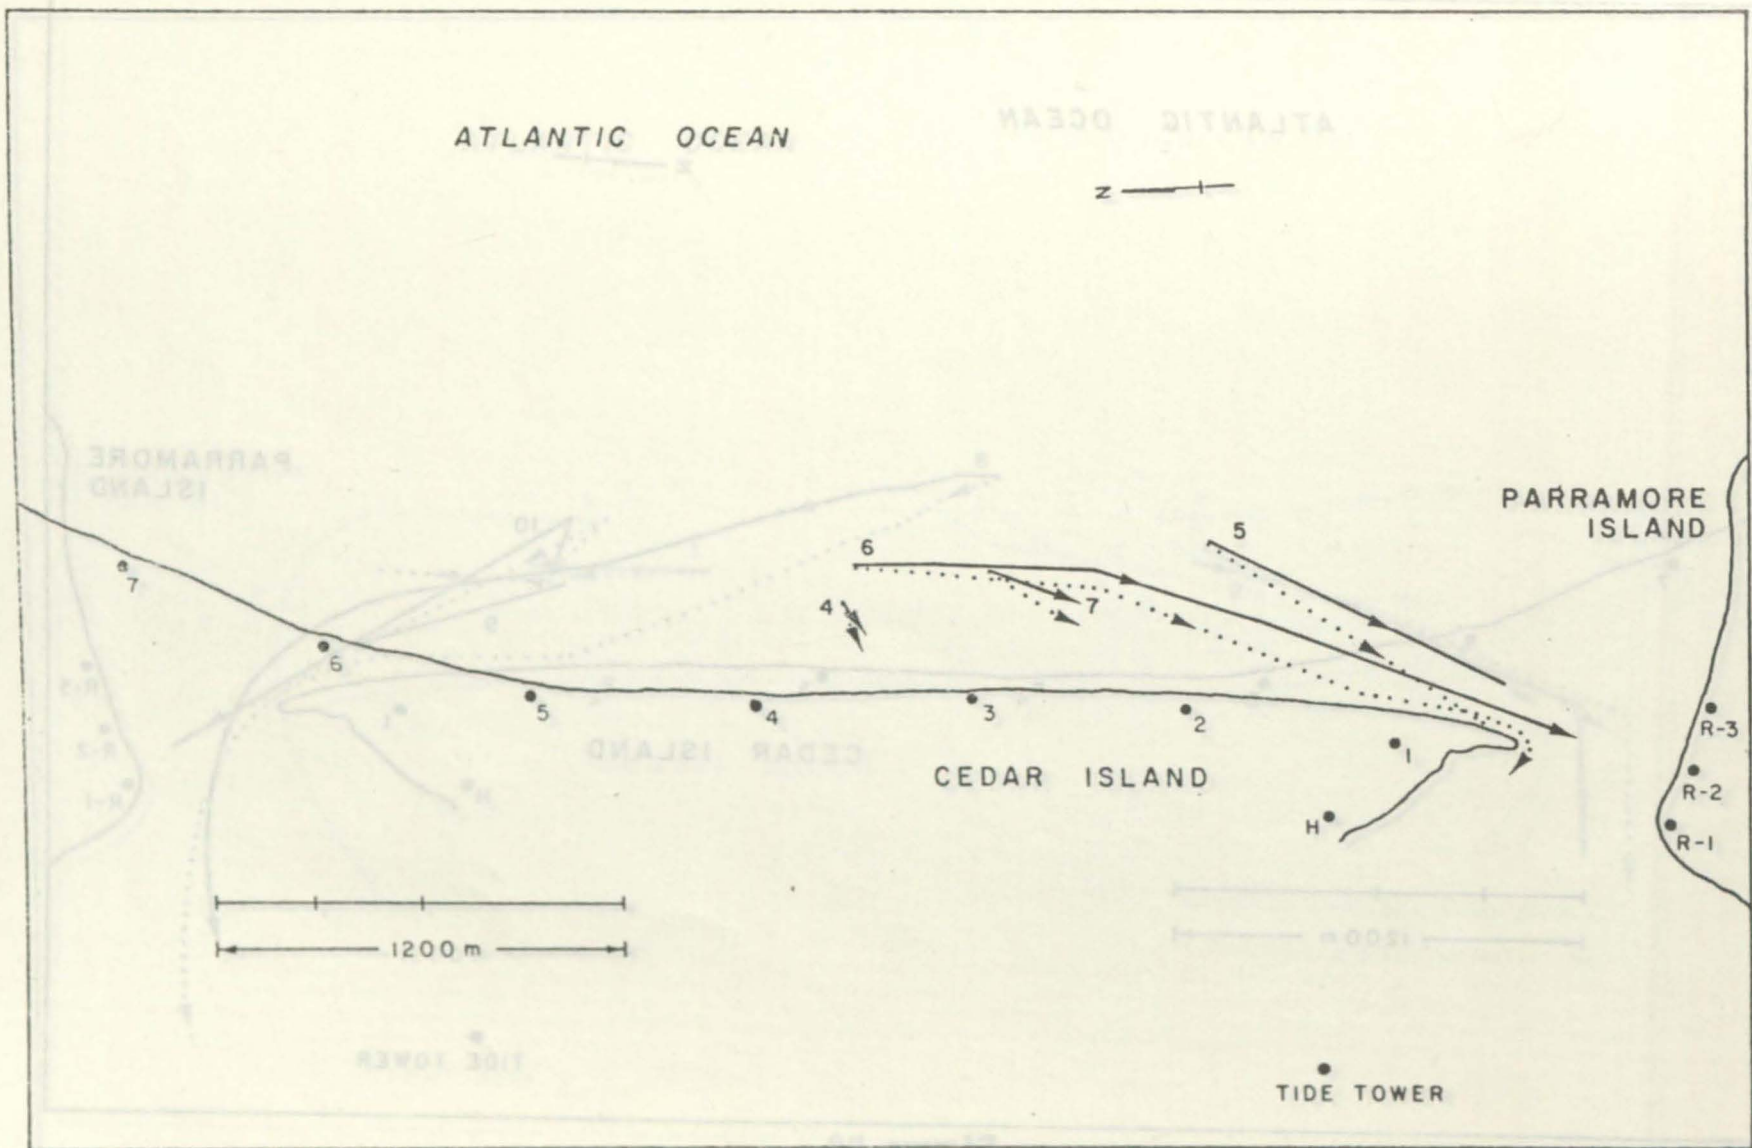 ATLANTIC OCEAN
N
PARRAMORE
ISLAND
5
6
7
4
7
6
5
4
3
2
1
R-3
R-2
R-1
CEDAR ISLAND
H
1200 m
TIDE TOWER